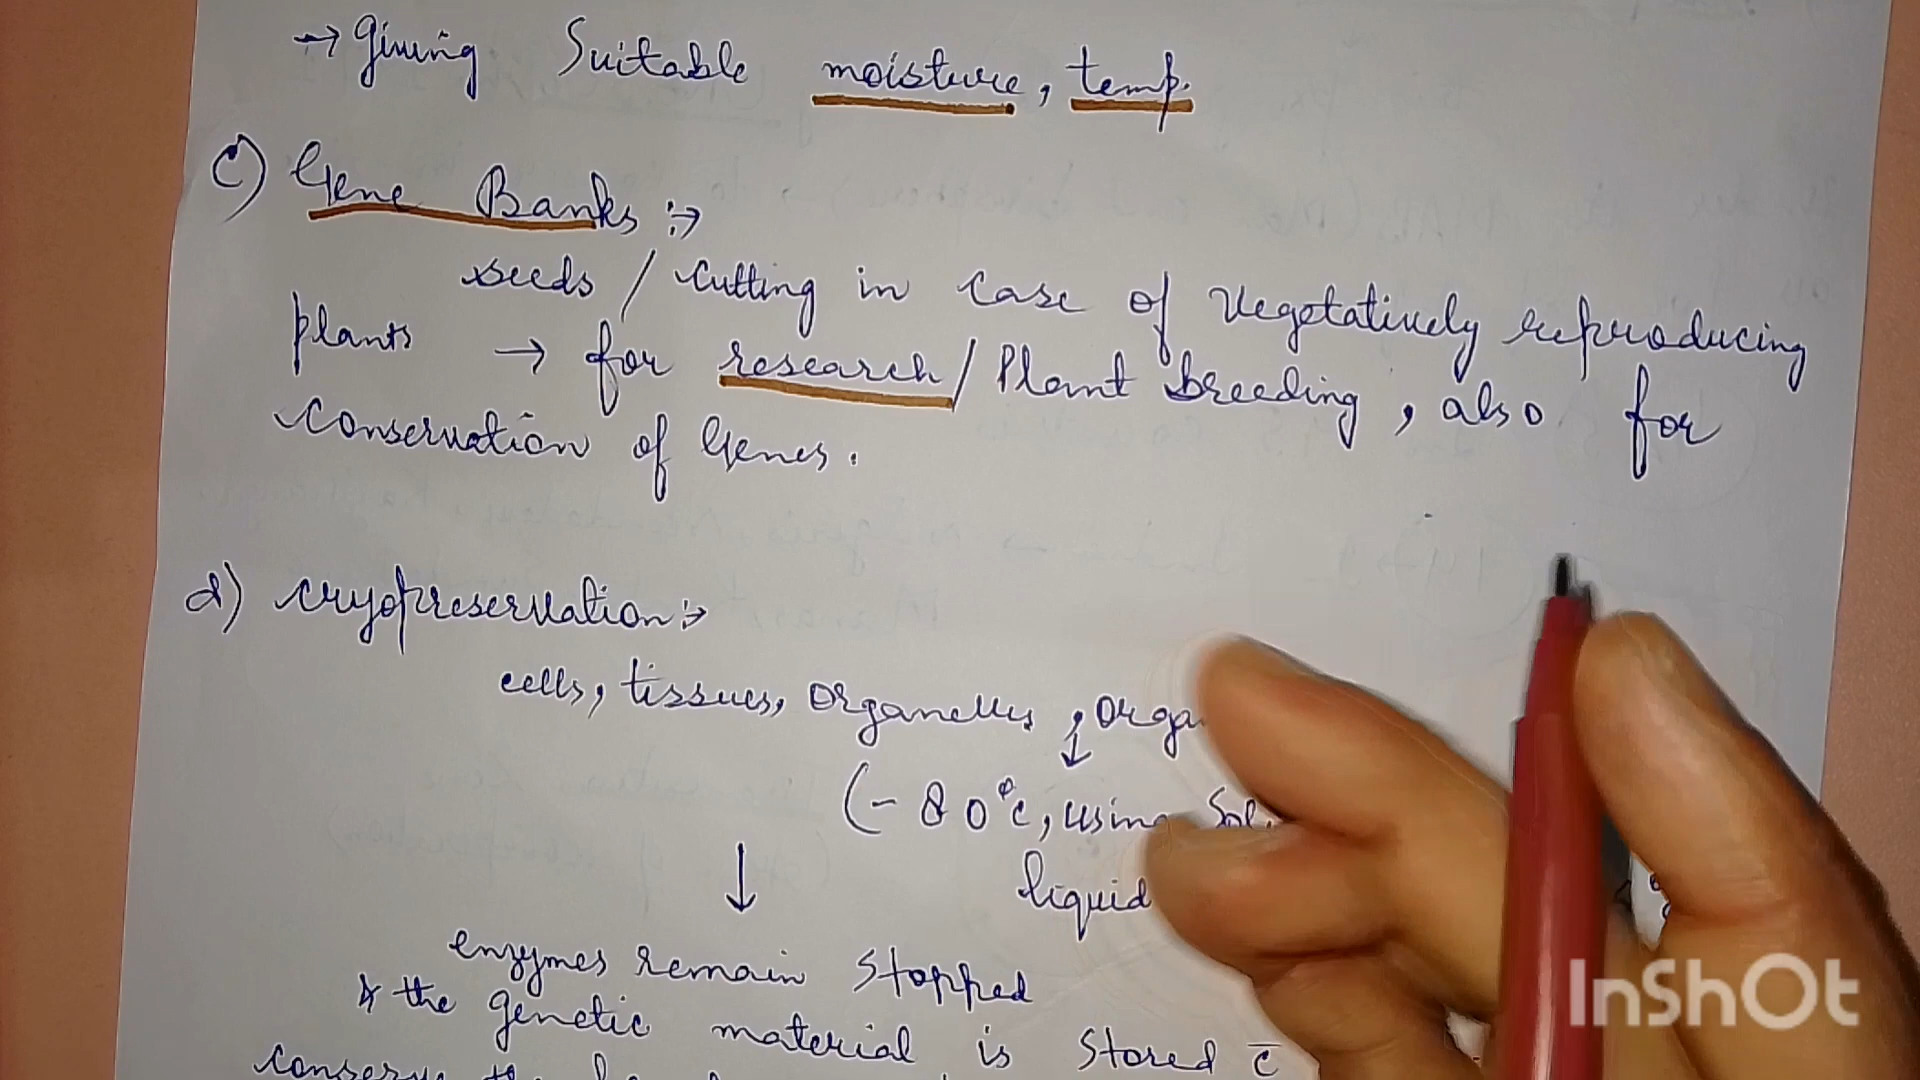 → giving suitable moisture, temp.
c) Gene Banks :→
seeds / cutting in case of vegetatively reproducing
plants → for research / Plant breeding, also for
conservation of Genes.
d) cryopreservation :→
cells, tissues, organelles,
↓
(- 80°C, using
↓ liquid
enzymes remain stopped
& the genetic material is stored c̄
InShOt